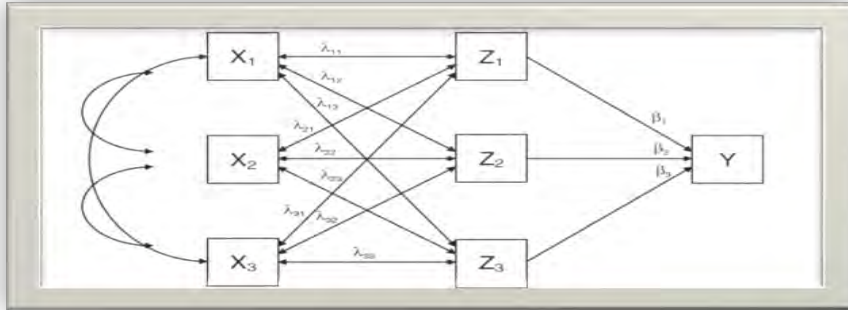 X₁ λ₁₁ Z₁
λ₁₂
λ₁₃
β₁
λ₂₁
X₂ λ₂₂ Z₂ β₂ Y
λ₂₃ β₃
λ₃₁ λ₃₂
X₃ λ₃₃ Z₃